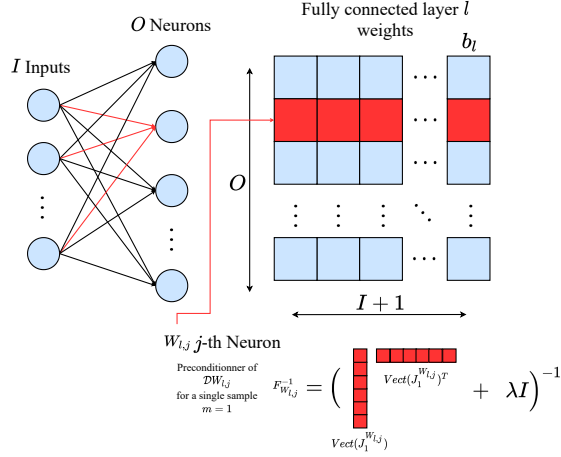 O Neurons
I Inputs
Fully connected layer l
weights
b_l
O
I + 1
W_{l,j} j-th Neuron
Preconditionner of
𝒟W_{l,j}
for a single sample
m = 1
F_{W_{l,j}}^{-1} = ( Vect(J_1^{W_{l,j}}) Vect(J_1^{W_{l,j}})^T + λI )^{-1}